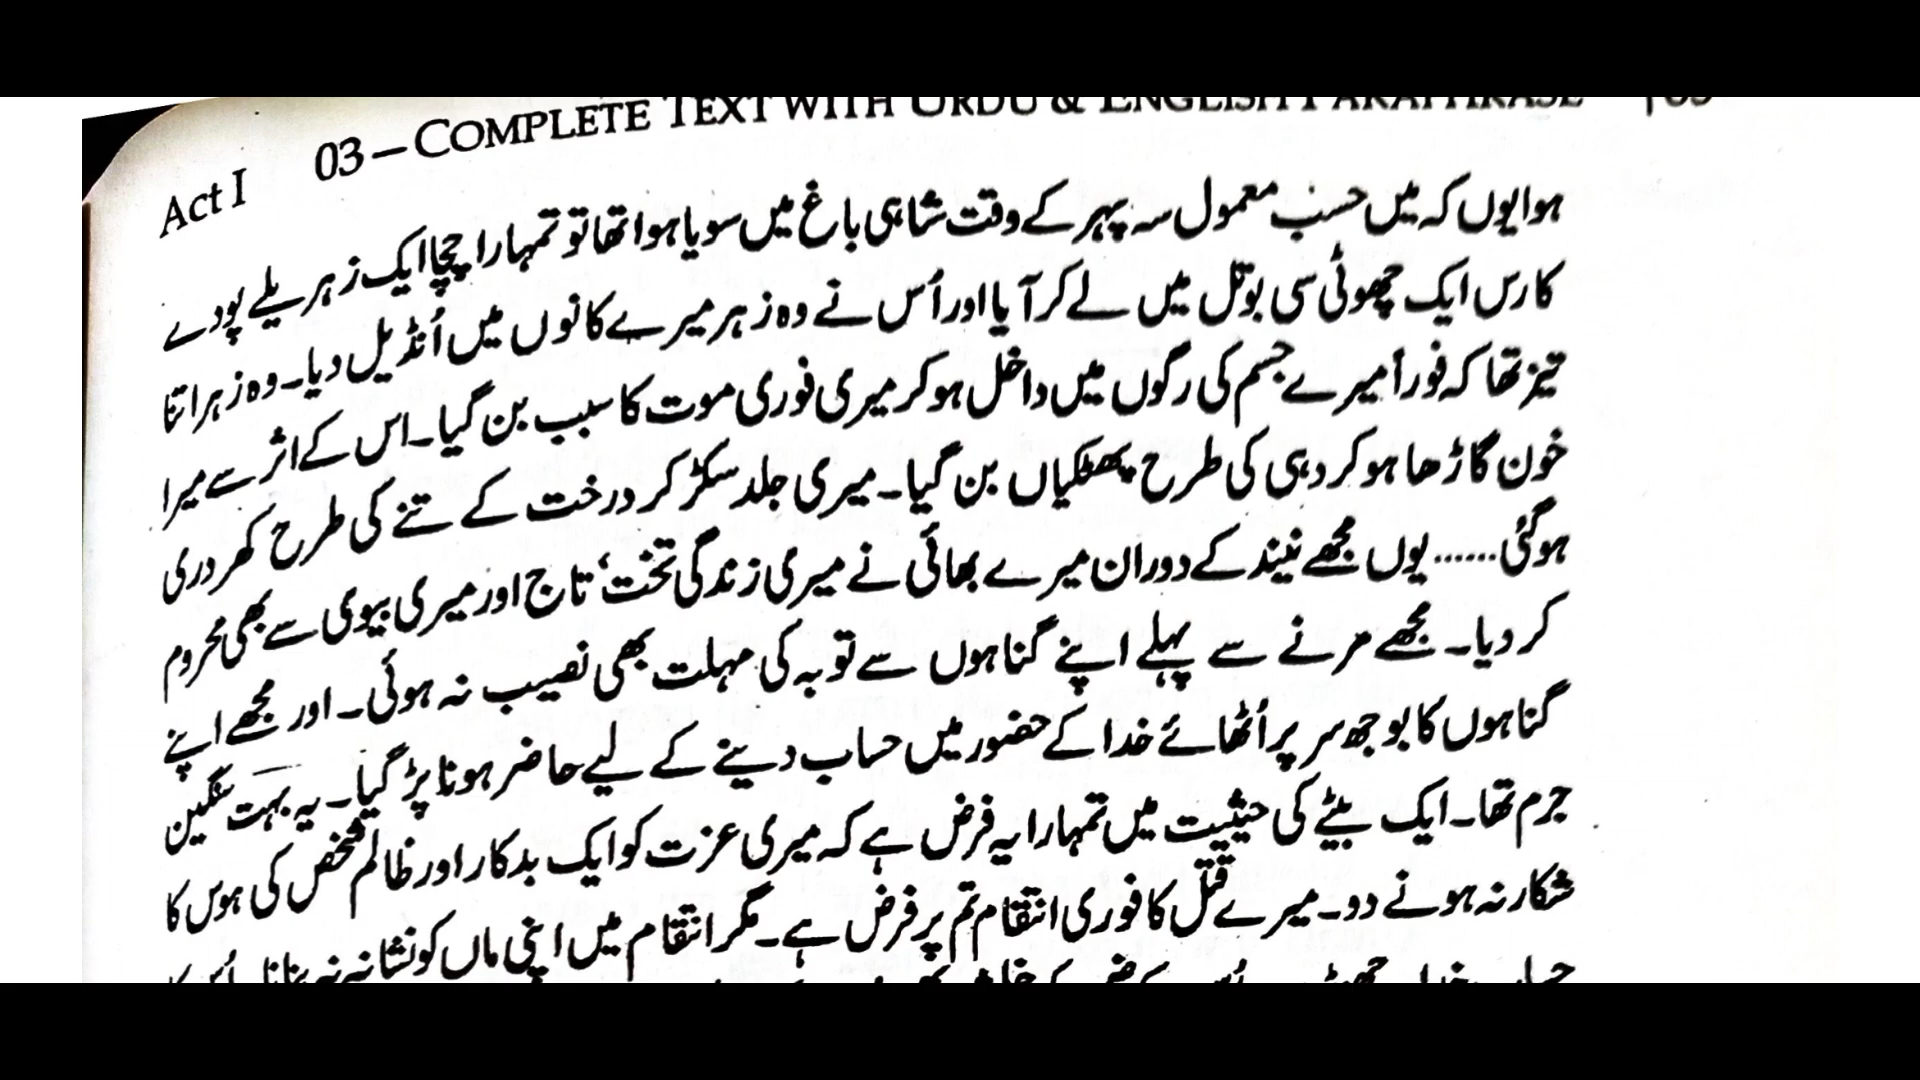 Act I 03 – COMPLETE TEXT WITH URDU & ENGLISH PARAPHRASE
ہوا یوں کہ میں حسب معمول سہ پہر کے وقت شاہی باغ میں سویا ہوا تھا تو تمہارا چچا ایک زہریلے پودے
کا رس ایک چھوٹی سی بوتل میں لے کر آیا اور اُس نے وہ زہر میرے کانوں میں اُنڈیل دیا۔ وہ زہر اتنا
تیز تھا کہ فوراً میرے جسم کی رگوں میں داخل ہو کر میری فوری موت کا سبب بن گیا۔ اس کے اثر سے میرا
خون گاڑھا ہو کر دہی کی طرح پھٹکیاں بن گیا۔ میری جلد سکڑ کر درخت کے تنے کی طرح کھردری
ہوگئی...... یوں مجھے نیند کے دوران میرے بھائی نے میری زندگی تخت، تاج اور میری بیوی سے بھی محروم
کر دیا۔ مجھے مرنے سے پہلے اپنے گناہوں سے توبہ کی مہلت بھی نصیب نہ ہوئی۔ اور مجھے اپنے
گناہوں کا بوجھ سر پر اُٹھائے خدا کے حضور میں حساب دینے کے لیے حاضر ہونا پڑ گیا۔ یہ بہت سنگین
جرم تھا۔ ایک بیٹے کی حیثیت میں تمہارا یہ فرض ہے کہ میری عزت کو ایک بدکار اور ظالم شخص کی ہوس کا
شکار نہ ہونے دو۔ میرے قتل کا فوری انتقام تم پر فرض ہے۔ مگر انتقام میں اپنی ماں کو نشانہ نہ بنانا۔ اُس کا